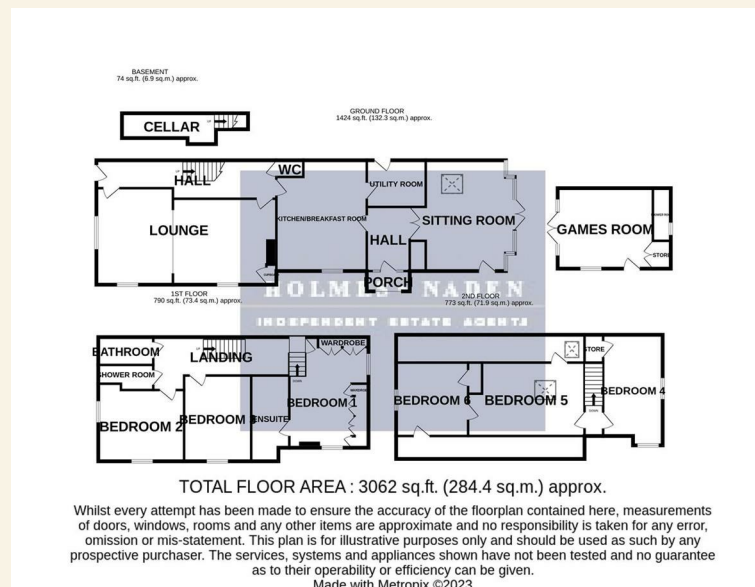 BASEMENT
74 sq.ft. (6.9 sq.m.) approx.
GROUND FLOOR
1424 sq.ft. (132.3 sq.m.) approx.
CELLAR
UP
HALL
UP
WC
UTILITY ROOM
KITCHEN/BREAKFAST ROOM
SITTING ROOM
LOUNGE
HALL
GAMES ROOM
STORE
PORCH
1ST FLOOR
790 sq.ft. (73.4 sq.m.) approx.
2ND FLOOR
773 sq.ft. (71.9 sq.m.) approx.
HOLMES NADEN
INDEPENDENT ESTATE AGENTS
BATHROOM
LANDING
UP
WARDROBE
STORE
SHOWER ROOM
DOWN
BEDROOM 1
BEDROOM 2
BEDROOM 3
ENSUITE
BEDROOM 6
BEDROOM 5
BEDROOM 4
DOWN
TOTAL FLOOR AREA : 3062 sq.ft. (284.4 sq.m.) approx.
Whilst every attempt has been made to ensure the accuracy of the floorplan contained here, measurements
of doors, windows, rooms and any other items are approximate and no responsibility is taken for any error,
omission or mis-statement. This plan is for illustrative purposes only and should be used as such by any
prospective purchaser. The services, systems and appliances shown have not been tested and no guarantee
as to their operability or efficiency can be given.
Made with Metropix ©2023